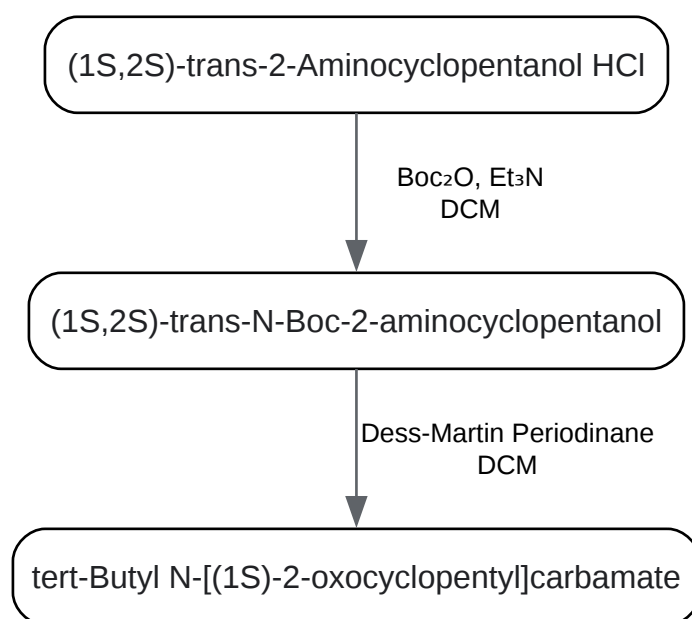 (1S,2S)-trans-2-Aminocyclopentanol HCl
Boc₂O, Et₃N
DCM
(1S,2S)-trans-N-Boc-2-aminocyclopentanol
Dess-Martin Periodinane
DCM
tert-Butyl N-[(1S)-2-oxocyclopentyl]carbamate